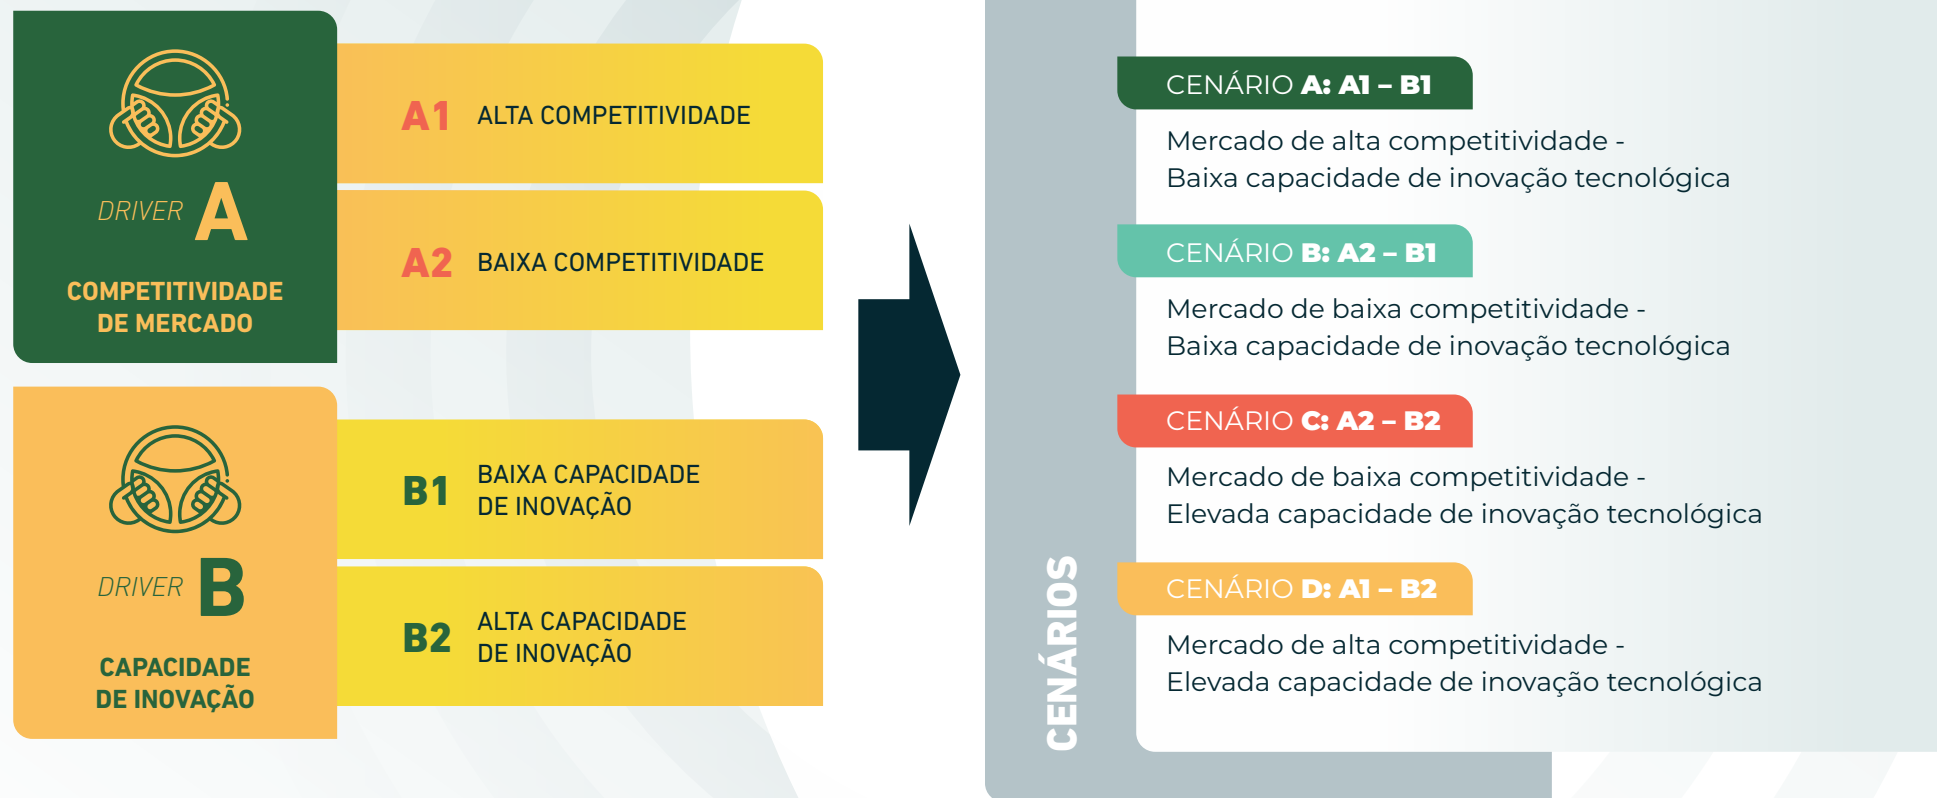 DRIVER A
COMPETITIVIDADE
DE MERCADO
A1 ALTA COMPETITIVIDADE
A2 BAIXA COMPETITIVIDADE
DRIVER B
CAPACIDADE
DE INOVAÇÃO
B1 BAIXA CAPACIDADE
DE INOVAÇÃO
B2 ALTA CAPACIDADE
DE INOVAÇÃO
CENÁRIOS
CENÁRIO A: A1 – B1
Mercado de alta competitividade -
Baixa capacidade de inovação tecnológica
CENÁRIO B: A2 – B1
Mercado de baixa competitividade -
Baixa capacidade de inovação tecnológica
CENÁRIO C: A2 – B2
Mercado de baixa competitividade -
Elevada capacidade de inovação tecnológica
CENÁRIO D: A1 – B2
Mercado de alta competitividade -
Elevada capacidade de inovação tecnológica